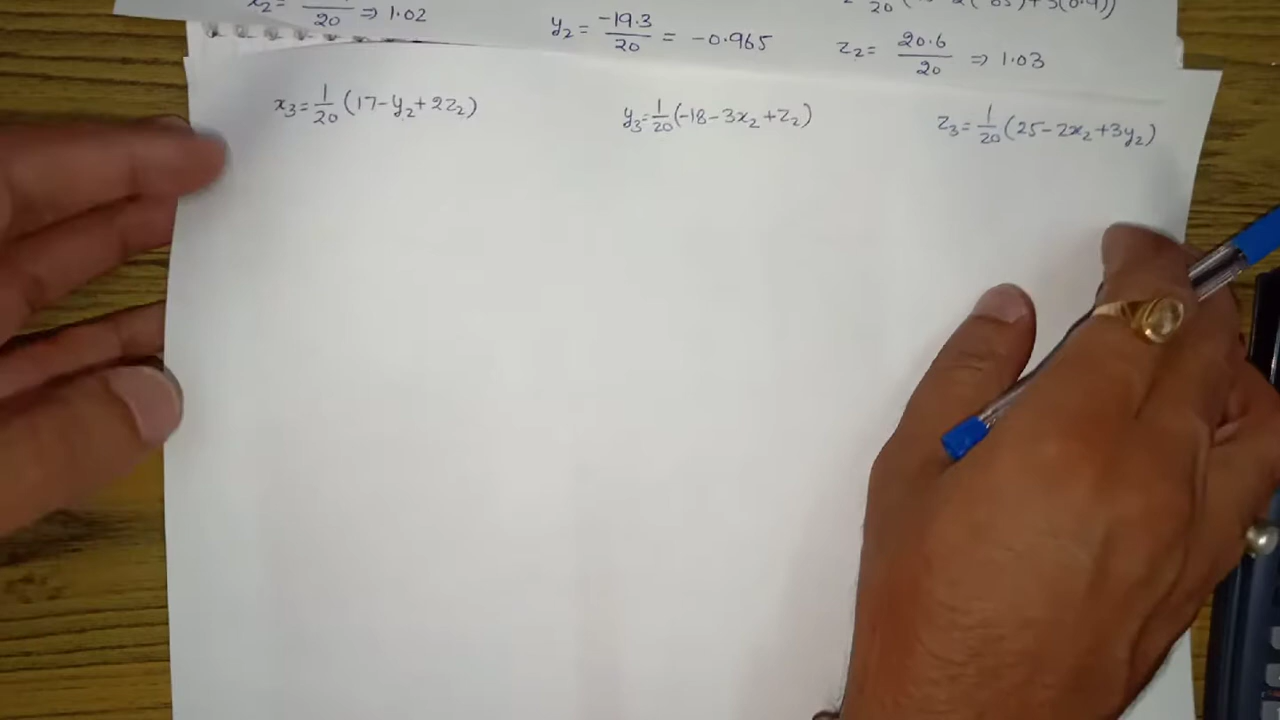 x₂ = /20 ⇒ 1.02
y₂ = -19.3/20 = -0.965
z₂ = 20.6/20 ⇒ 1.03
x₃ = 1/20 (17 - y₂ + 2z₂)
y₃ = 1/20 (-18 - 3x₂ + z₂)
z₃ = 1/20 (25 - 2x₂ + 3y₂)